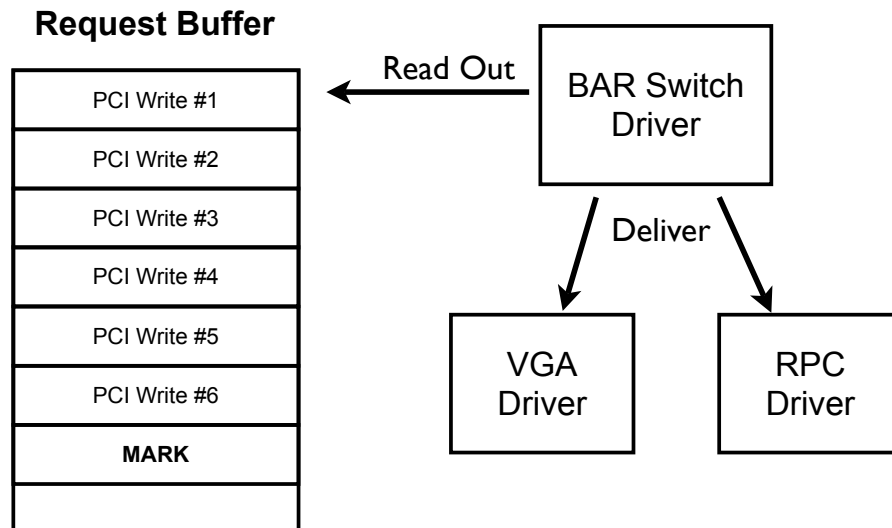 Request Buffer
PCI Write #1
PCI Write #2
PCI Write #3
PCI Write #4
PCI Write #5
PCI Write #6
MARK
Read Out
BAR Switch
Driver
Deliver
VGA
Driver
RPC
Driver